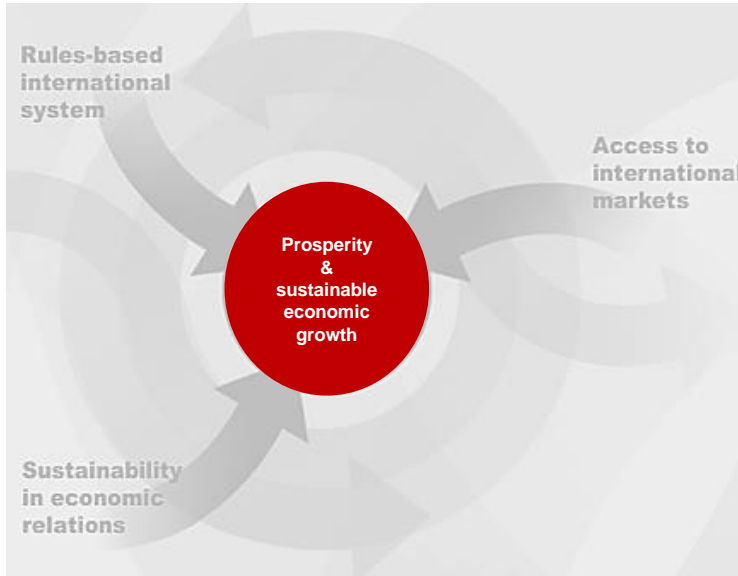 Rules-based
international
system
Access to
international
markets
Prosperity
&
sustainable
economic
growth
Sustainability
in economic
relations